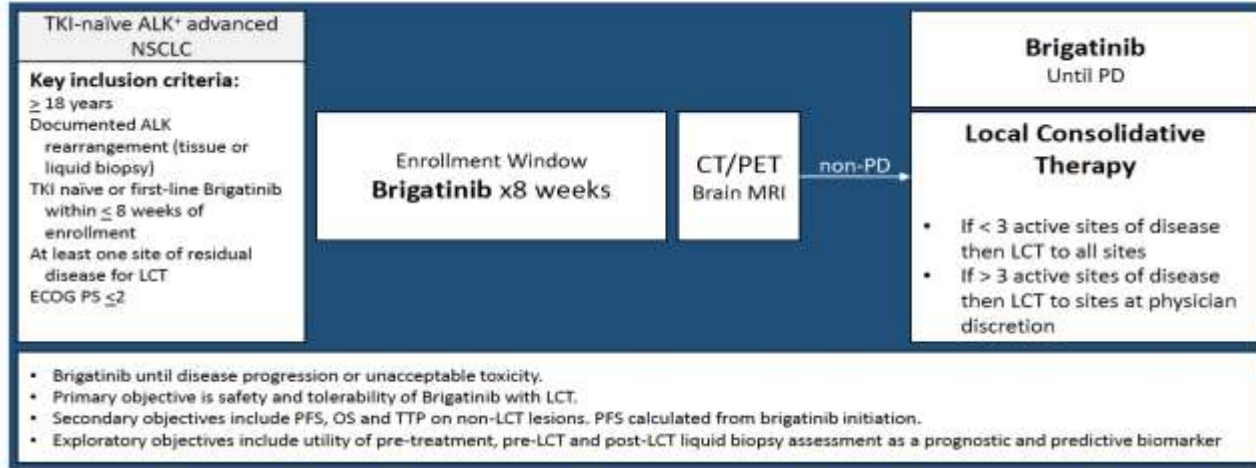 TKI-naïve ALK⁺ advanced
NSCLC
Key inclusion criteria:
≥ 18 years
Documented ALK
rearrangement (tissue or
liquid biopsy)
TKI naïve or first-line Brigatinib
within ≤ 8 weeks of
enrollment
At least one site of residual
disease for LCT
ECOG PS ≤2
Enrollment Window
Brigatinib x8 weeks
CT/PET
Brain MRI
non-PD
Brigatinib
Until PD
Local Consolidative
Therapy
• If < 3 active sites of disease
then LCT to all sites
• If > 3 active sites of disease
then LCT to sites at physician
discretion
• Brigatinib until disease progression or unacceptable toxicity.
• Primary objective is safety and tolerability of Brigatinib with LCT.
• Secondary objectives include PFS, OS and TTP on non-LCT lesions. PFS calculated from brigatinib initiation.
• Exploratory objectives include utility of pre-treatment, pre-LCT and post-LCT liquid biopsy assessment as a prognostic and predictive biomarker